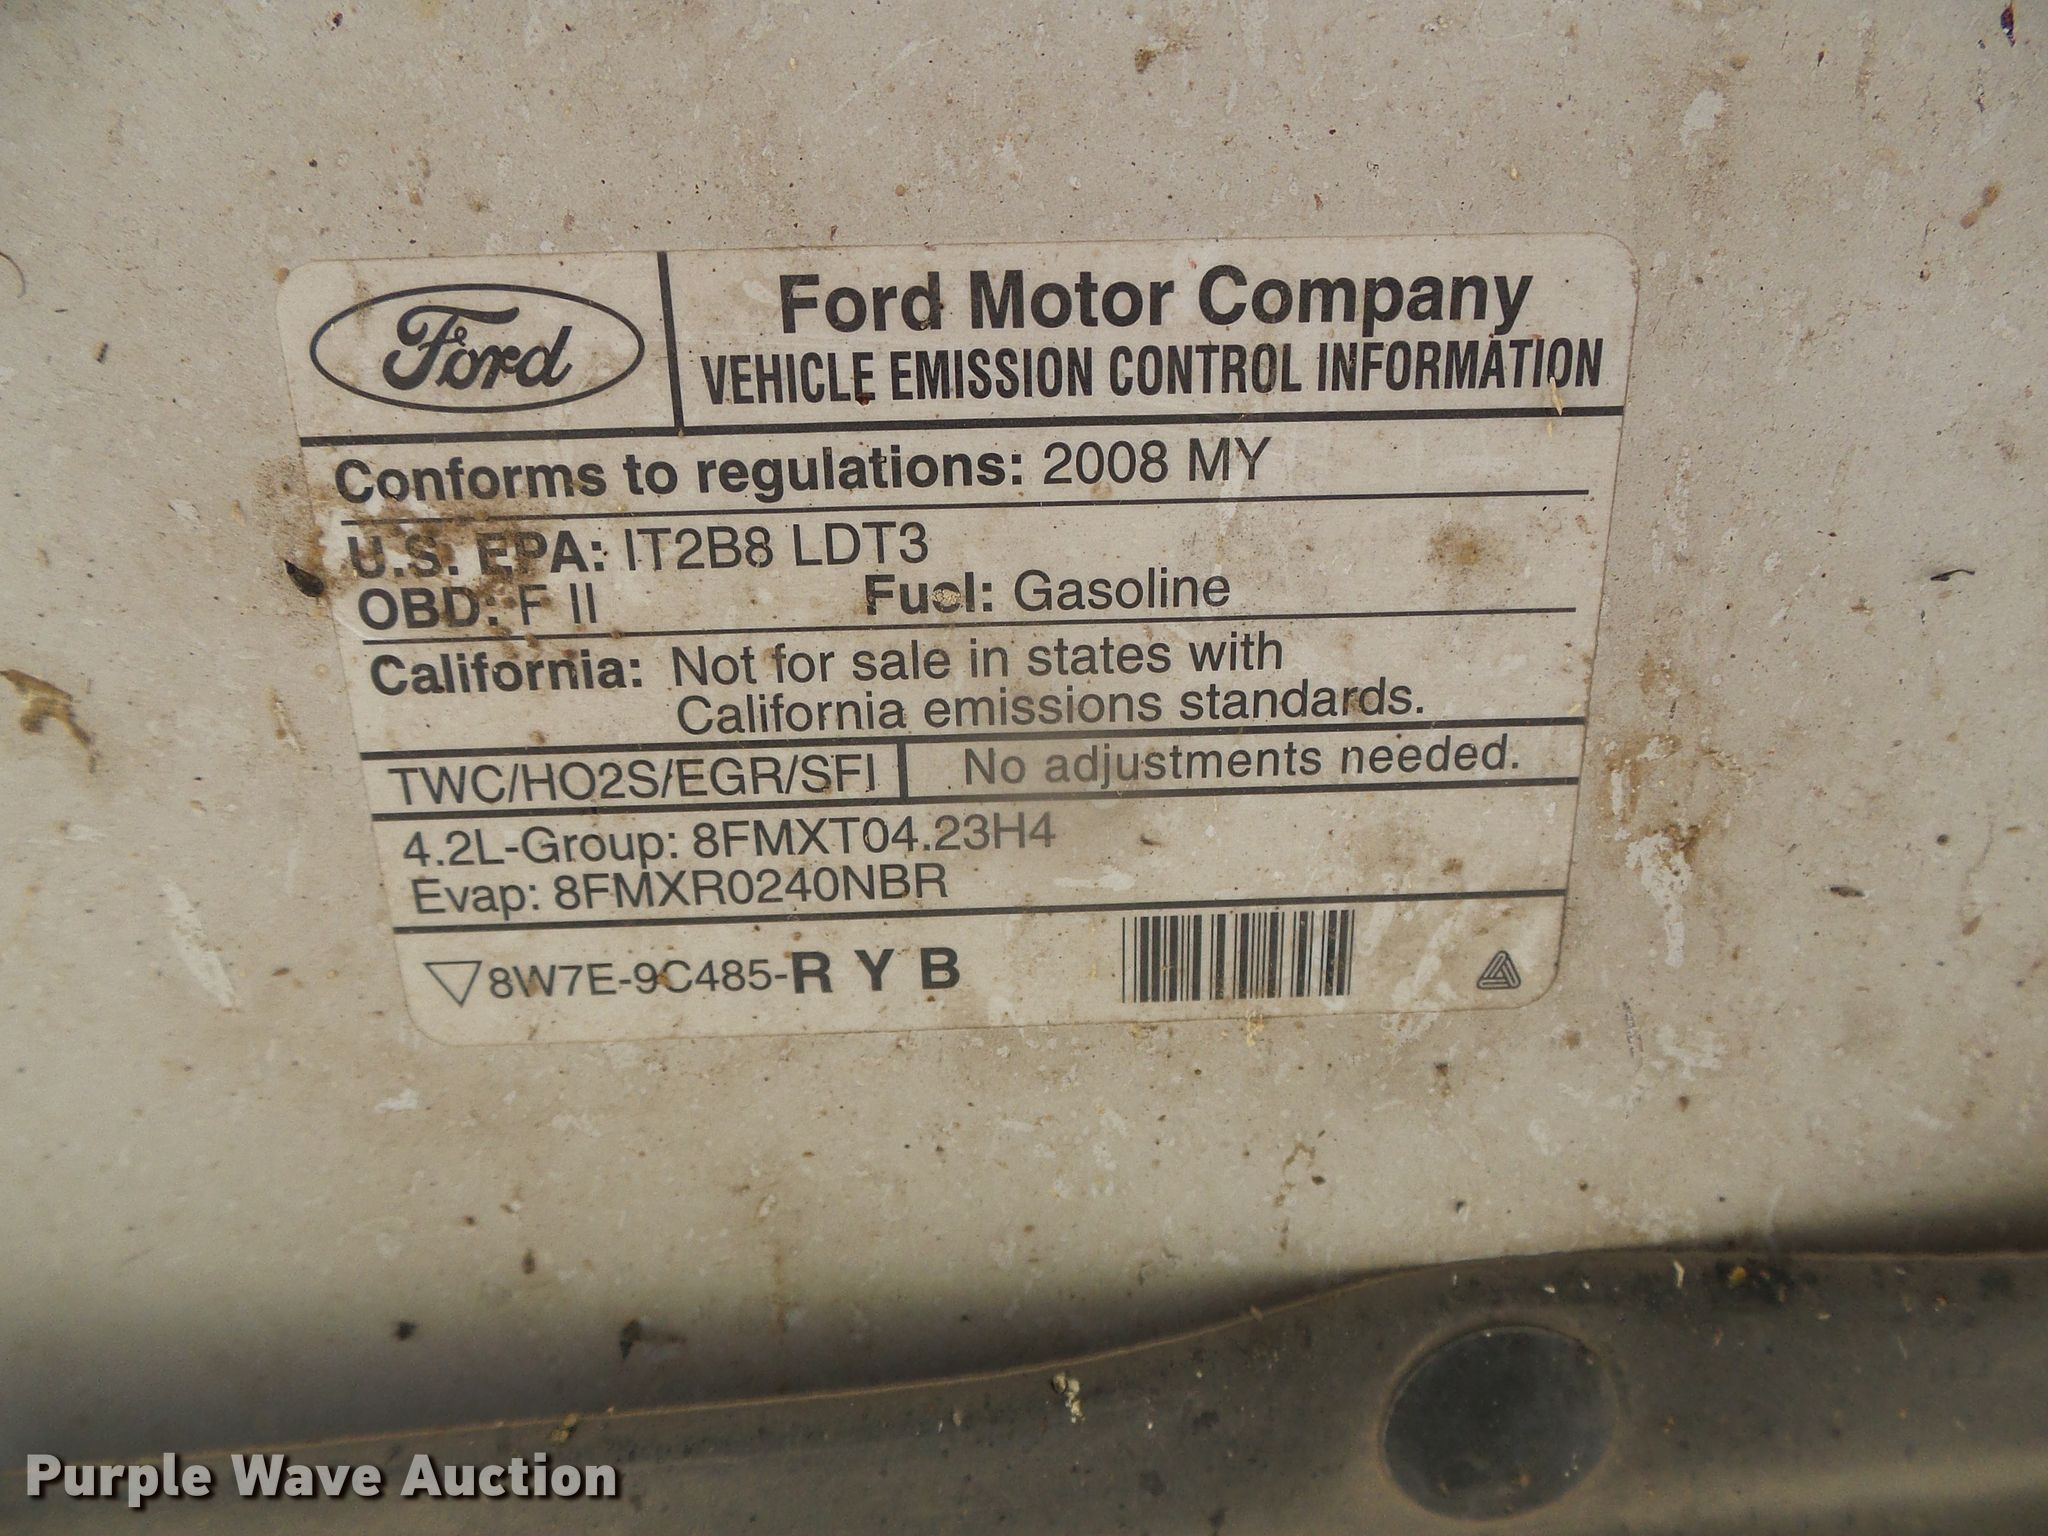 Ford
Ford Motor Company
VEHICLE EMISSION CONTROL INFORMATION
Conforms to regulations: 2008 MY
U.S. EPA: IT2B8 LDT3
OBD: F II Fuel: Gasoline
California: Not for sale in states with
California emissions standards.
TWC/HO2S/EGR/SFI No adjustments needed.
4.2L-Group: 8FMXT04.23H4
Evap: 8FMXR0240NBR
8W7E-9C485-R Y B
Purple Wave Auction